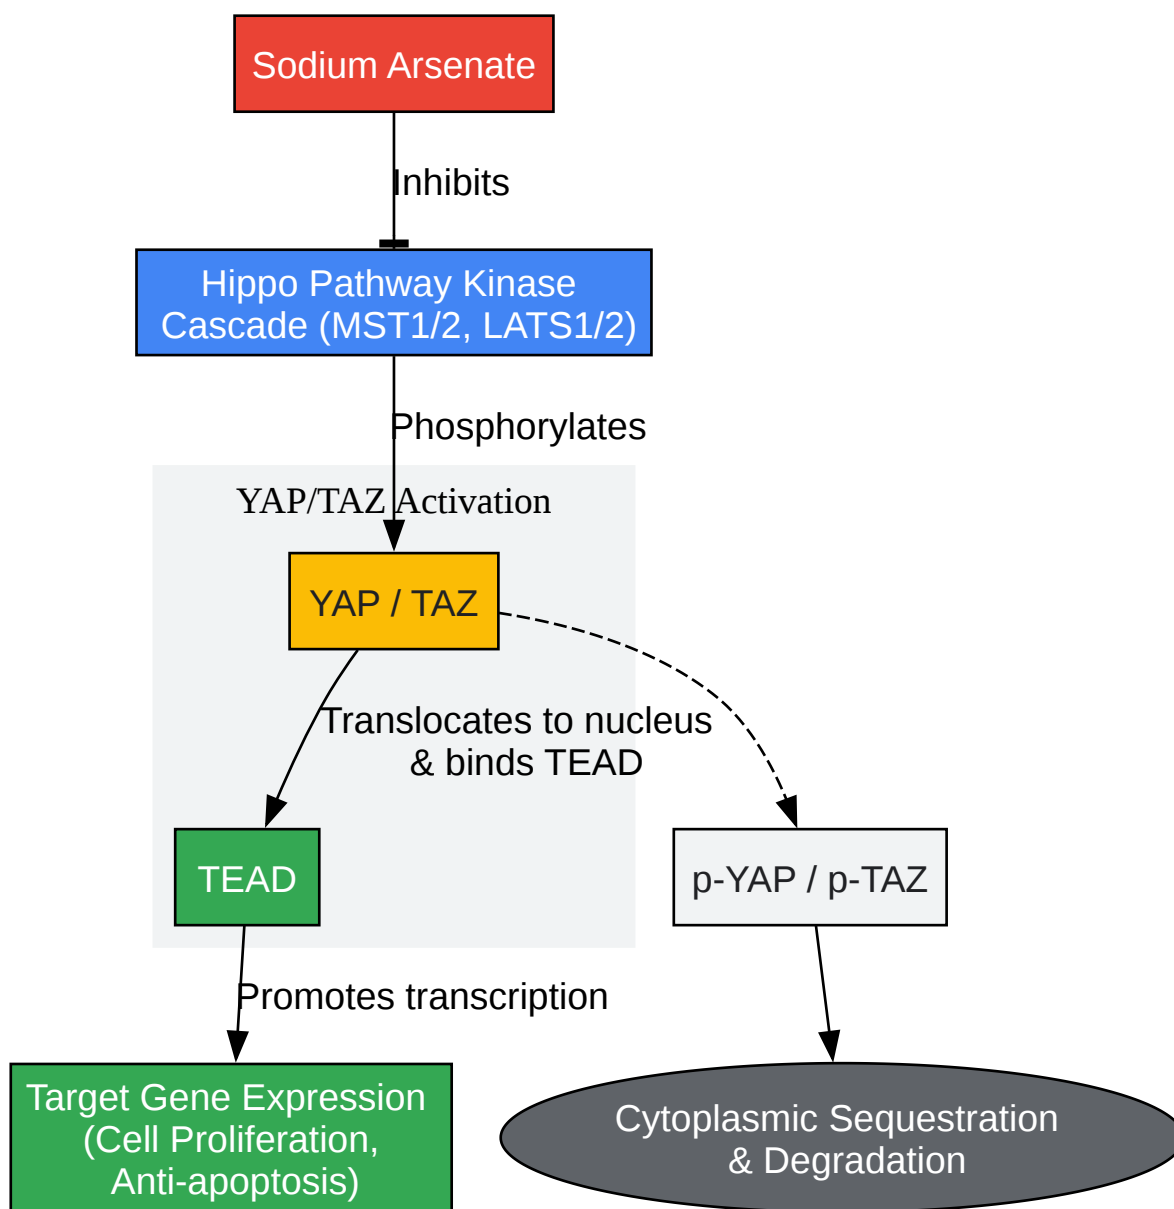 Sodium Arsenate
Inhibits
Hippo Pathway Kinase
Cascade (MST1/2, LATS1/2)
Phosphorylates
YAP/TAZ Activation
YAP / TAZ
Translocates to nucleus
& binds TEAD
TEAD
p-YAP / p-TAZ
Promotes transcription
Target Gene Expression
(Cell Proliferation,
Anti-apoptosis)
Cytoplasmic Sequestration
& Degradation